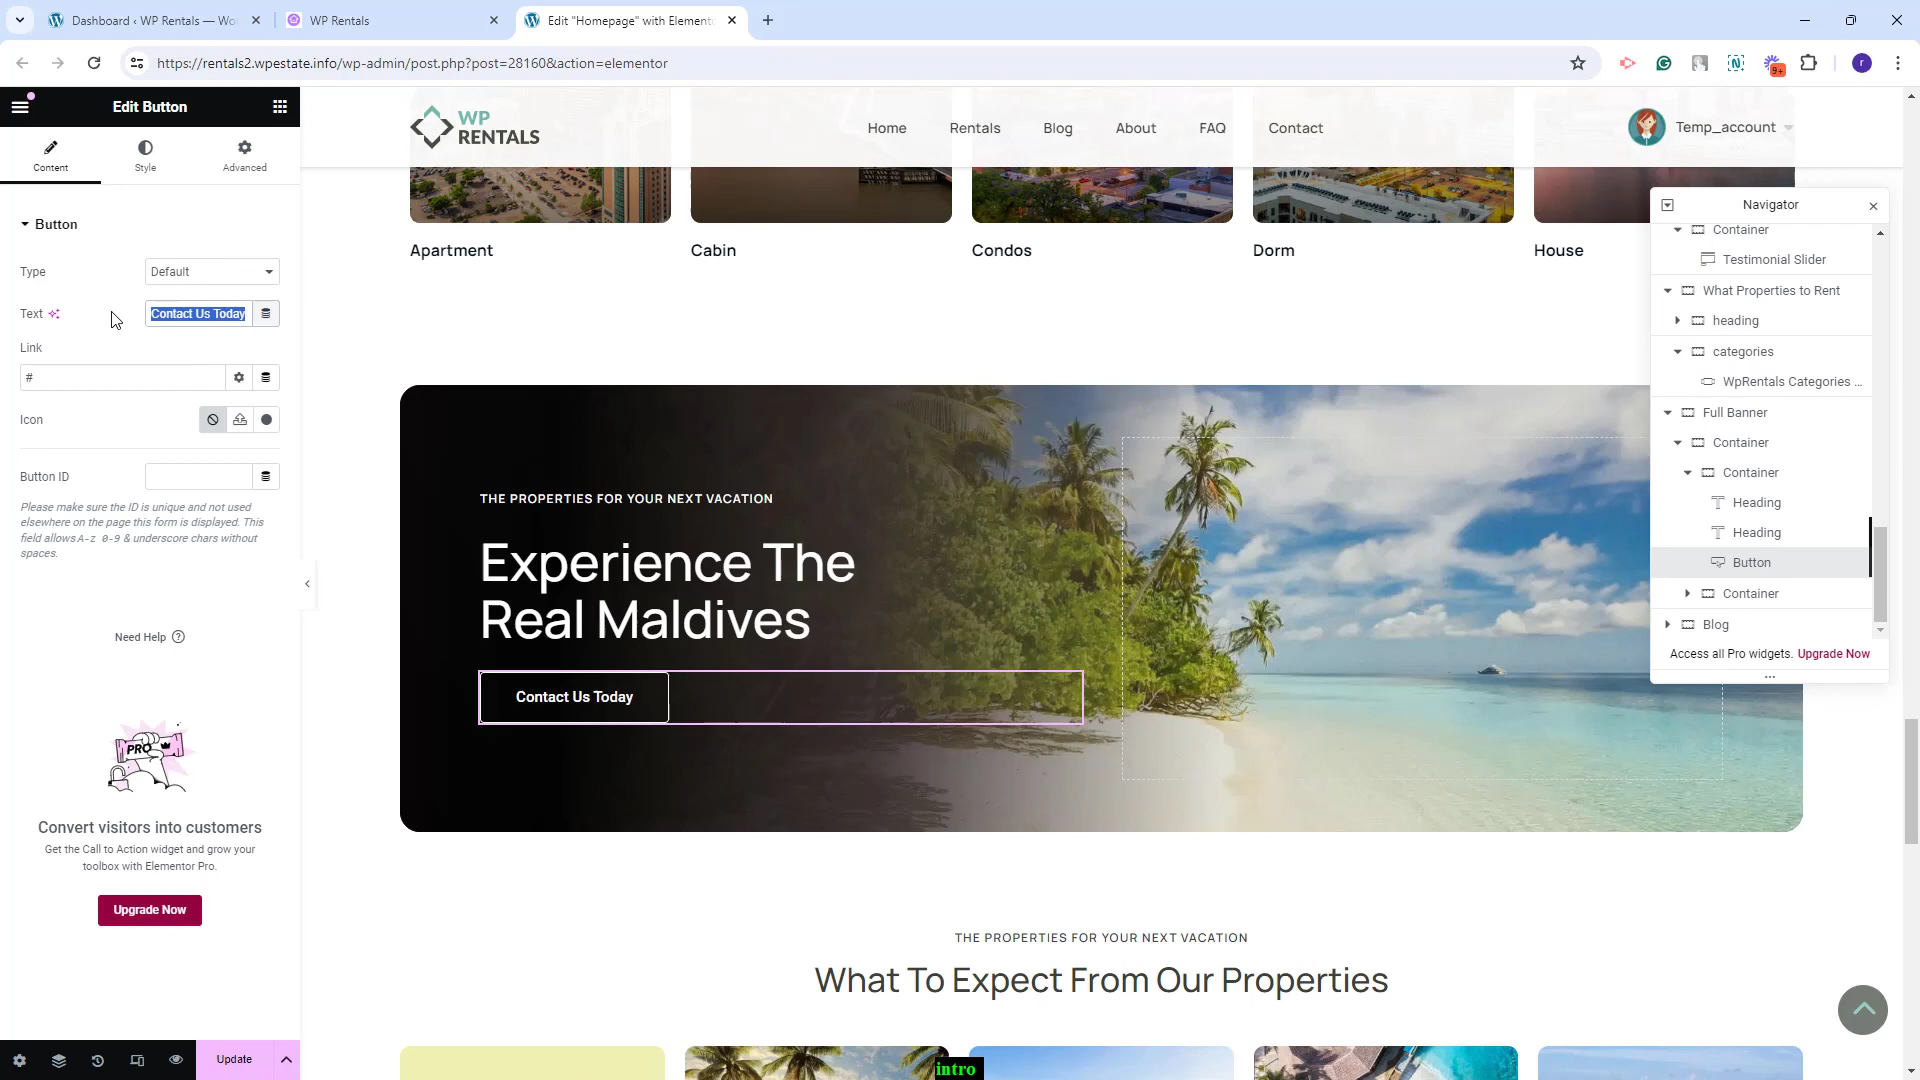 Dashboard ‹ WP Rentals — Wo
WP Rentals
Edit "Homepage" with Elemento
https://rentals2.wpestate.info/wp-admin/post.php?post=28160&action=elementor
9+
r
Edit Button
Content
Style
Advanced
Button
Type
Default
Text
Contact Us Today
Link
#
Icon
Button ID
Please make sure the ID is unique and not used
elsewhere on the page this form is displayed. This
field allows A-z 0-9 & underscore chars without
spaces.
Need Help
PRO
Convert visitors into customers
Get the Call to Action widget and grow your
toolbox with Elementor Pro.
Upgrade Now
Update
WP
RENTALS
Home
Rentals
Blog
About
FAQ
Contact
Temp_account
Apartment
Cabin
Condos
Dorm
House
THE PROPERTIES FOR YOUR NEXT VACATION
Experience The
Real Maldives
Contact Us Today
THE PROPERTIES FOR YOUR NEXT VACATION
What To Expect From Our Properties
intro
Navigator
Container
Testimonial Slider
What Properties to Rent
heading
categories
WpRentals Categories ...
Full Banner
Container
Container
Heading
Heading
Button
Container
Blog
Access all Pro widgets. Upgrade Now